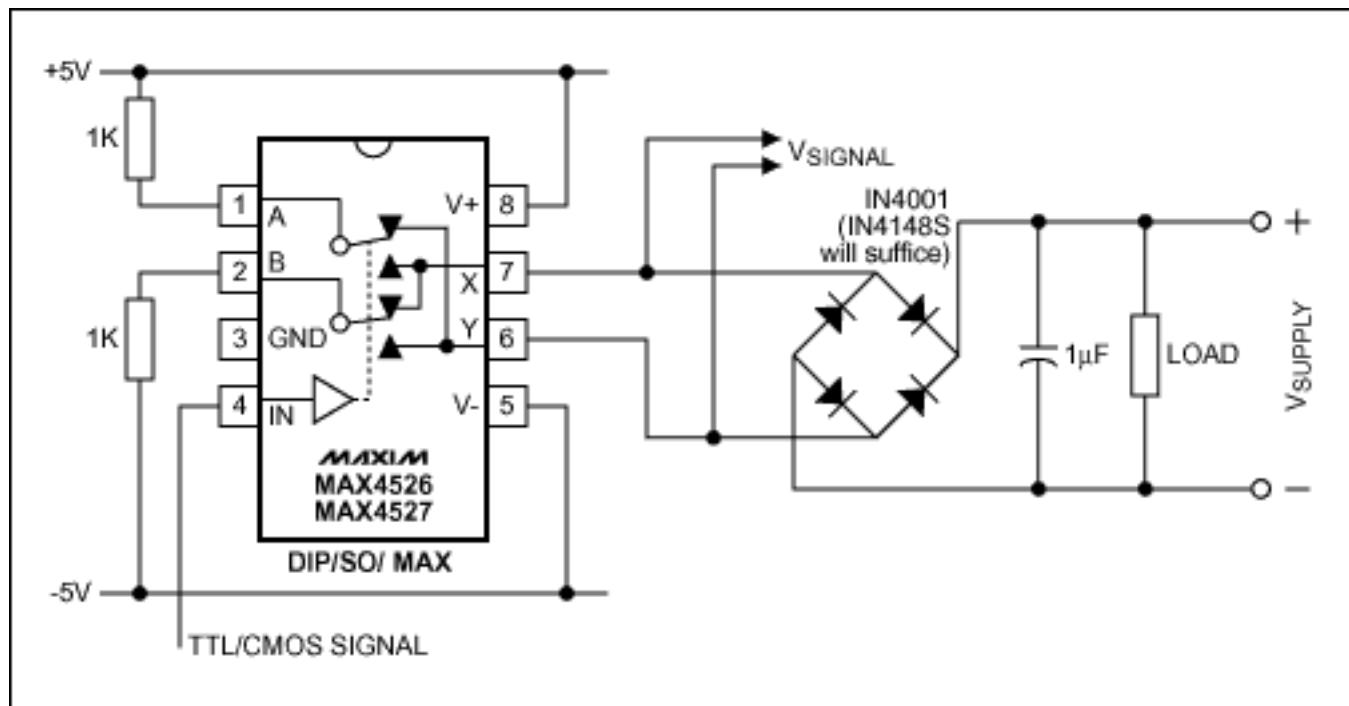 +5V
1K
1
A
V+
8
2
B
X
7
1K
3
GND
Y
6
4
IN
V-
5
MAXIM
MAX4526
MAX4527
DIP/SO/ MAX
-5V
TTL/CMOS SIGNAL
VSIGNAL
IN4001
(IN4148S
will suffice)
1μF
LOAD
+
VSUPPLY
−